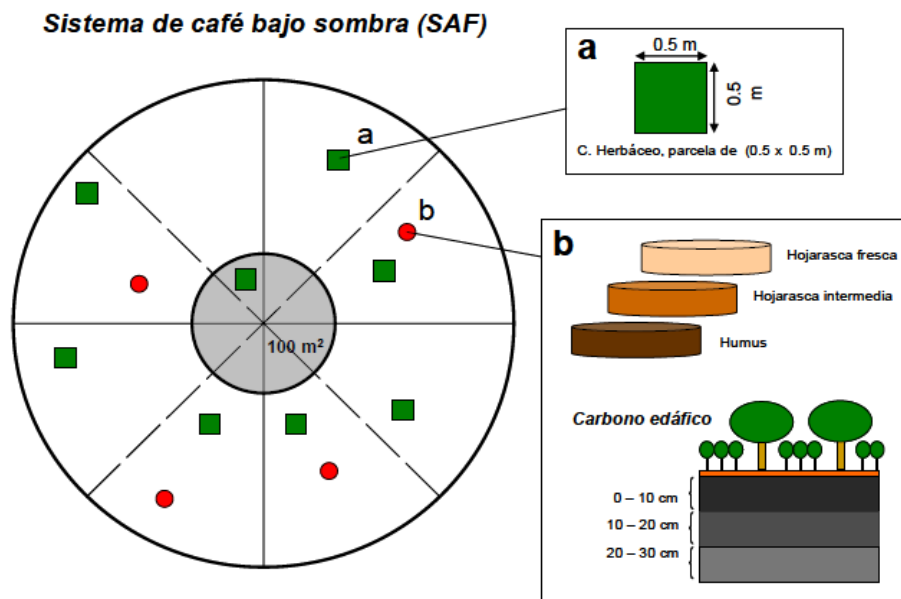 Sistema de café bajo sombra (SAF)
a
b
100 m²
a
0.5 m
0.5
m
C. Herbáceo, parcela de (0.5 x 0.5 m)
b
Hojarasca fresca
Hojarasca intermedia
Humus
Carbono edáfico
0 – 10 cm
10 – 20 cm
20 – 30 cm